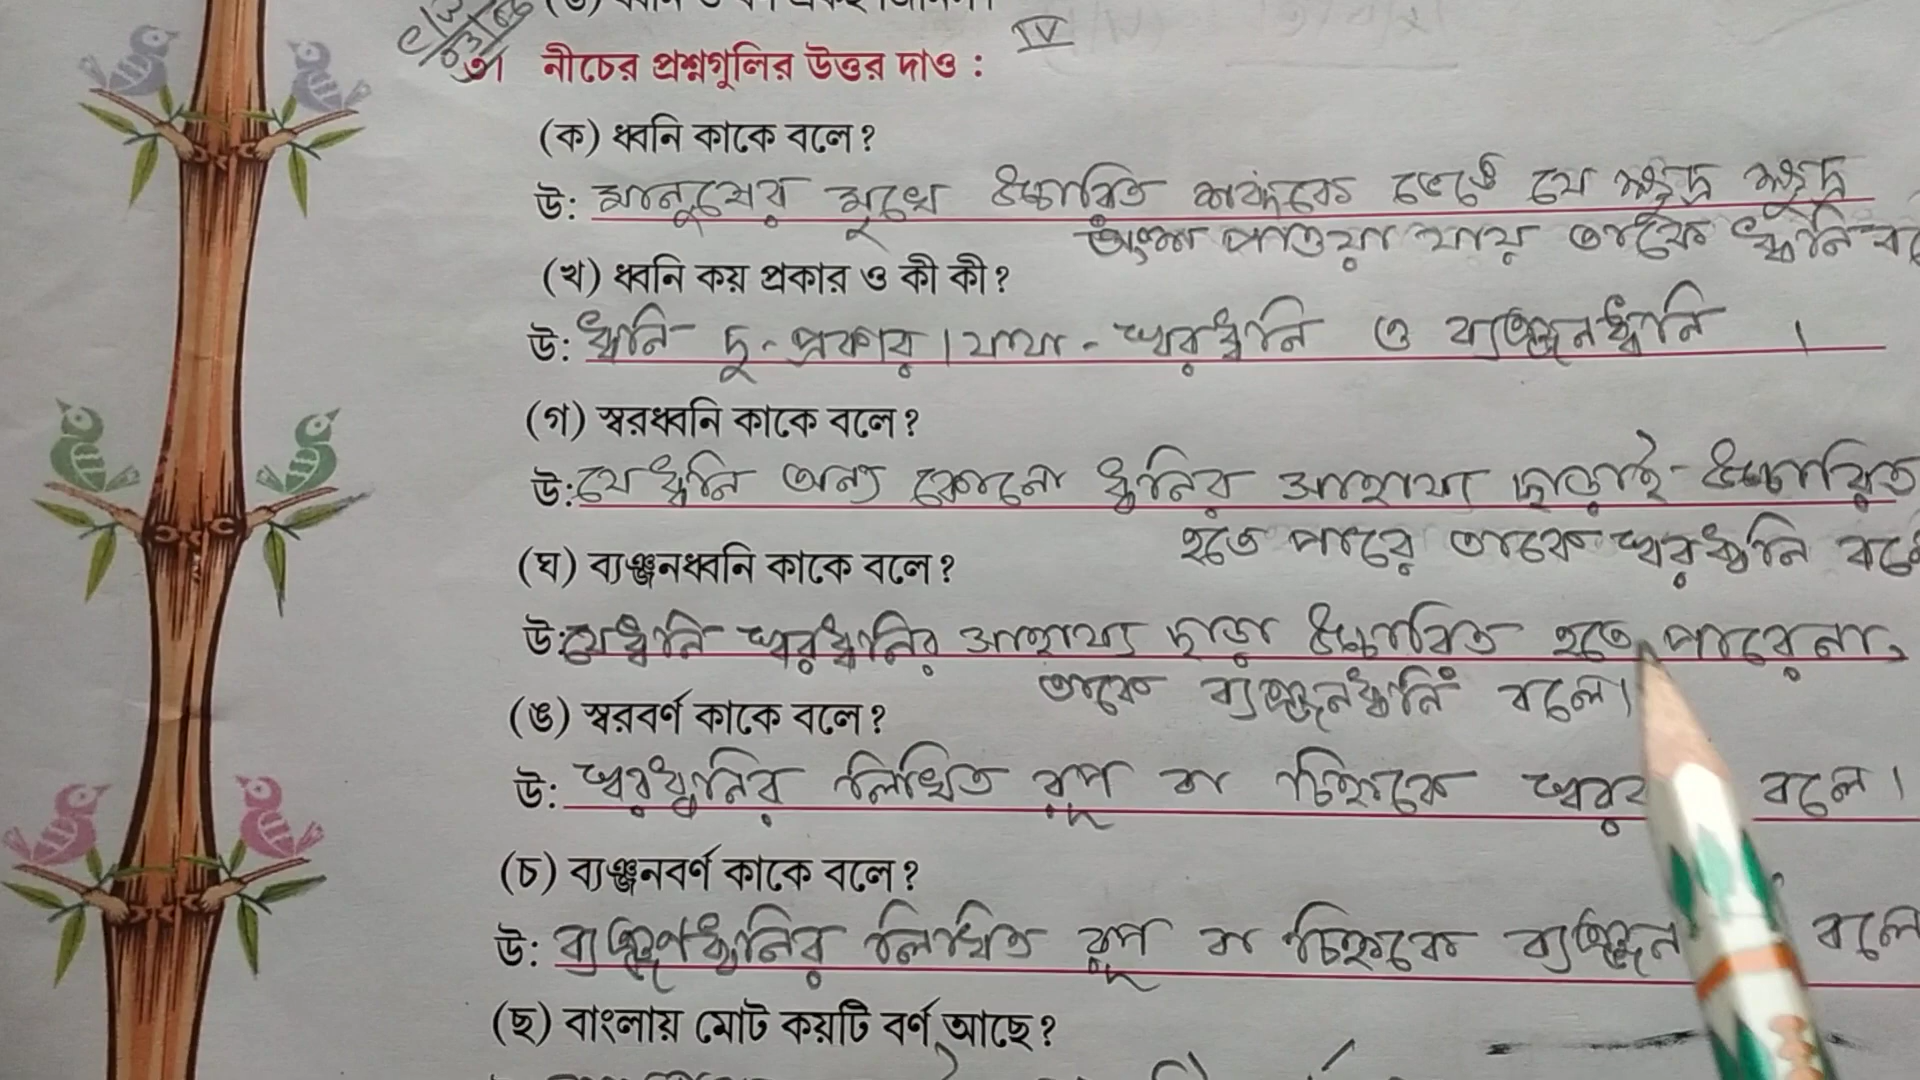 ৩। নীচের প্রশ্নগুলির উত্তর দাও : IV
(ক) ধ্বনি কাকে বলে?
উ: মানুষের মুখে উচ্চারিত শব্দকে ভেঙে যে ক্ষুদ্র ক্ষুদ্র
অংশ পাওয়া যায় তাকে ধ্বনি
(খ) ধ্বনি কয় প্রকার ও কী কী?
উ: ধ্বনি দু-প্রকার। যথা - স্বরধ্বনি ও ব্যঞ্জনধ্বনি ।
(গ) স্বরধ্বনি কাকে বলে?
উ: যে ধ্বনি অন্য কোনো ধ্বনির সাহায্য ছাড়াই উচ্চারিত
হতে পারে তাকে স্বরধ্বনি বলে
(ঘ) ব্যঞ্জনধ্বনি কাকে বলে?
উ: যে ধ্বনি স্বরধ্বনির সাহায্য ছাড়া উচ্চারিত হতে পারেনা,
তাকে ব্যঞ্জনধ্বনি বলে।
(ঙ) স্বরবর্ণ কাকে বলে?
উ: স্বরধ্বনির লিখিত রূপ বা চিহ্নকে স্বরব বলে।
(চ) ব্যঞ্জনবর্ণ কাকে বলে?
উ: ব্যঞ্জণধ্বনির লিখিত রূপ বা চিহ্নকে ব্যঞ্জন বলে
(ছ) বাংলায় মোট কয়টি বর্ণ আছে?